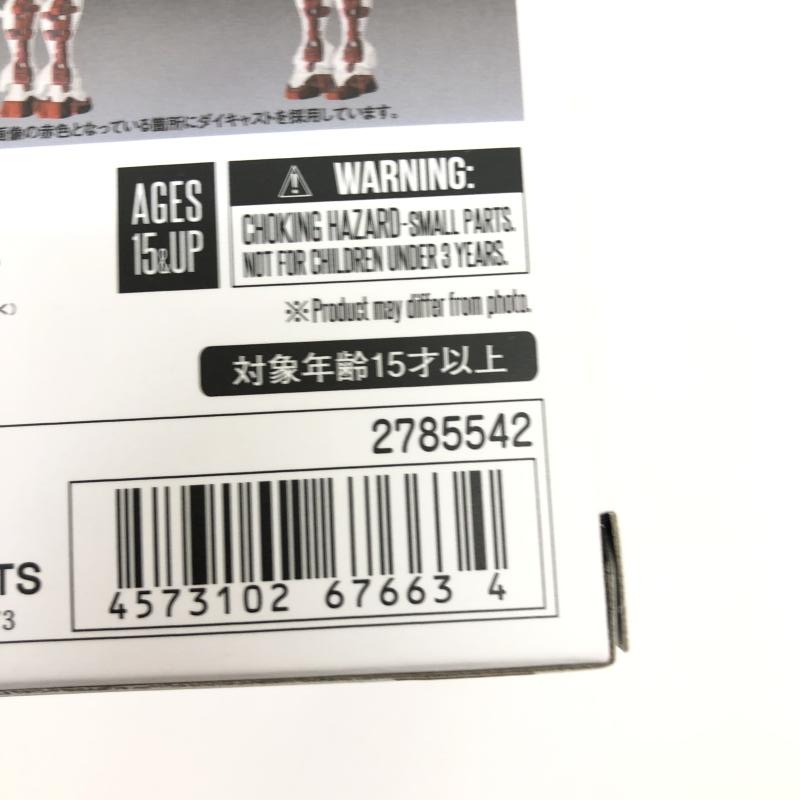 画像の赤色となっている箇所にダイキャストを採用しています。
AGES
15&UP
WARNING:
CHOKING HAZARD-SMALL PARTS.
NOT FOR CHILDREN UNDER 3 YEARS.
※Product may differ from photo.
対象年齢15才以上
2785542
TS
4573102 67663 4
73